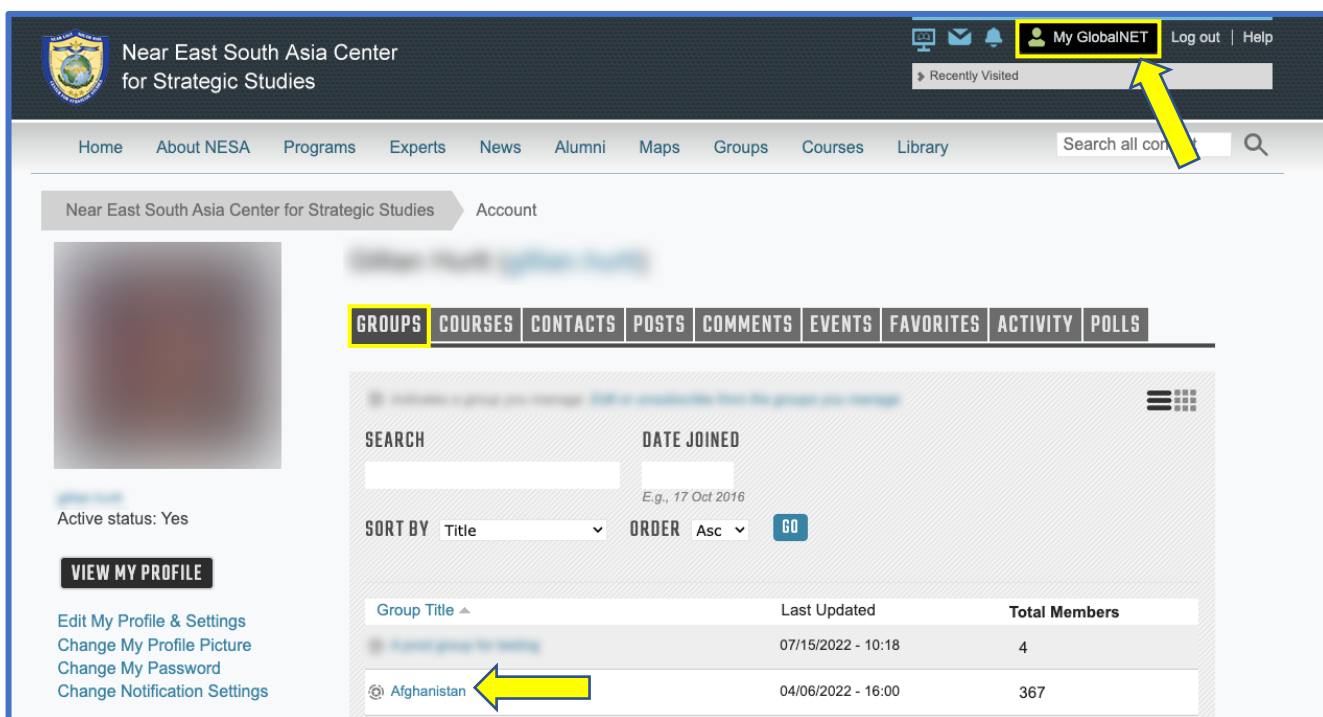 Near East South Asia Center
for Strategic Studies
My GlobalNET
Log out | Help
Recently Visited
Home About NESA Programs Experts News Alumni Maps Groups Courses Library
Search all
Near East South Asia Center for Strategic Studies Account
GROUPS COURSES CONTACTS POSTS COMMENTS EVENTS FAVORITES ACTIVITY POLLS
SEARCH DATE JOINED
E.g., 17 Oct 2016
Active status: Yes
SORT BY Title ORDER Asc GO
VIEW MY PROFILE
Edit My Profile & Settings
Change My Profile Picture
Change My Password
Change Notification Settings
Group Title Last Updated Total Members
07/15/2022 - 10:18 4
Afghanistan 04/06/2022 - 16:00 367